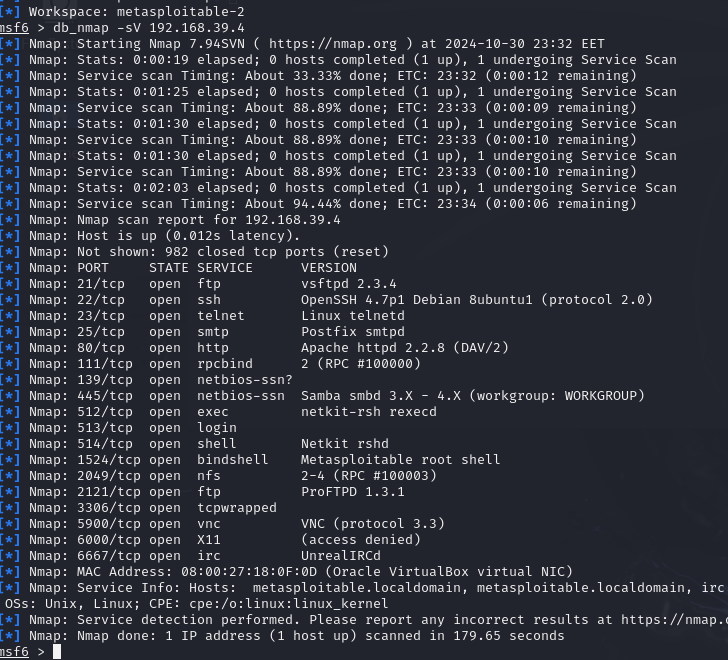 [*] Workspace: metasploitable-2
msf6 > db_nmap -sV 192.168.39.4
[*] Nmap: Starting Nmap 7.94SVN ( https://nmap.org ) at 2024-10-30 23:32 EET
[*] Nmap: Stats: 0:00:19 elapsed; 0 hosts completed (1 up), 1 undergoing Service Scan
[*] Nmap: Service scan Timing: About 33.33% done; ETC: 23:32 (0:00:12 remaining)
[*] Nmap: Stats: 0:01:25 elapsed; 0 hosts completed (1 up), 1 undergoing Service Scan
[*] Nmap: Service scan Timing: About 88.89% done; ETC: 23:33 (0:00:09 remaining)
[*] Nmap: Stats: 0:01:30 elapsed; 0 hosts completed (1 up), 1 undergoing Service Scan
[*] Nmap: Service scan Timing: About 88.89% done; ETC: 23:33 (0:00:10 remaining)
[*] Nmap: Stats: 0:01:30 elapsed; 0 hosts completed (1 up), 1 undergoing Service Scan
[*] Nmap: Service scan Timing: About 88.89% done; ETC: 23:33 (0:00:10 remaining)
[*] Nmap: Stats: 0:02:03 elapsed; 0 hosts completed (1 up), 1 undergoing Service Scan
[*] Nmap: Service scan Timing: About 94.44% done; ETC: 23:34 (0:00:06 remaining)
[*] Nmap: Nmap scan report for 192.168.39.4
[*] Nmap: Host is up (0.012s latency).
[*] Nmap: Not shown: 982 closed tcp ports (reset)
[*] Nmap: PORT     STATE SERVICE      VERSION
[*] Nmap: 21/tcp   open  ftp          vsftpd 2.3.4
[*] Nmap: 22/tcp   open  ssh          OpenSSH 4.7p1 Debian 8ubuntu1 (protocol 2.0)
[*] Nmap: 23/tcp   open  telnet       Linux telnetd
[*] Nmap: 25/tcp   open  smtp         Postfix smtpd
[*] Nmap: 80/tcp   open  http         Apache httpd 2.2.8 (DAV/2)
[*] Nmap: 111/tcp  open  rpcbind      2 (RPC #100000)
[*] Nmap: 139/tcp  open  netbios-ssn?
[*] Nmap: 445/tcp  open  netbios-ssn  Samba smbd 3.X - 4.X (workgroup: WORKGROUP)
[*] Nmap: 512/tcp  open  exec         netkit-rsh rexecd
[*] Nmap: 513/tcp  open  login
[*] Nmap: 514/tcp  open  shell        Netkit rshd
[*] Nmap: 1524/tcp open  bindshell    Metasploitable root shell
[*] Nmap: 2049/tcp open  nfs          2-4 (RPC #100003)
[*] Nmap: 2121/tcp open  ftp          ProFTPD 1.3.1
[*] Nmap: 3306/tcp open  tcpwrapped
[*] Nmap: 5900/tcp open  vnc          VNC (protocol 3.3)
[*] Nmap: 6000/tcp open  X11          (access denied)
[*] Nmap: 6667/tcp open  irc          UnrealIRCd
[*] Nmap: MAC Address: 08:00:27:18:0F:0D (Oracle VirtualBox virtual NIC)
[*] Nmap: Service Info: Hosts:  metasploitable.localdomain, metasploitable.localdomain, irc
OSs: Unix, Linux; CPE: cpe:/o:linux:linux_kernel
[*] Nmap: Service detection performed. Please report any incorrect results at https://nmap.
[*] Nmap: Nmap done: 1 IP address (1 host up) scanned in 179.65 seconds
msf6 >